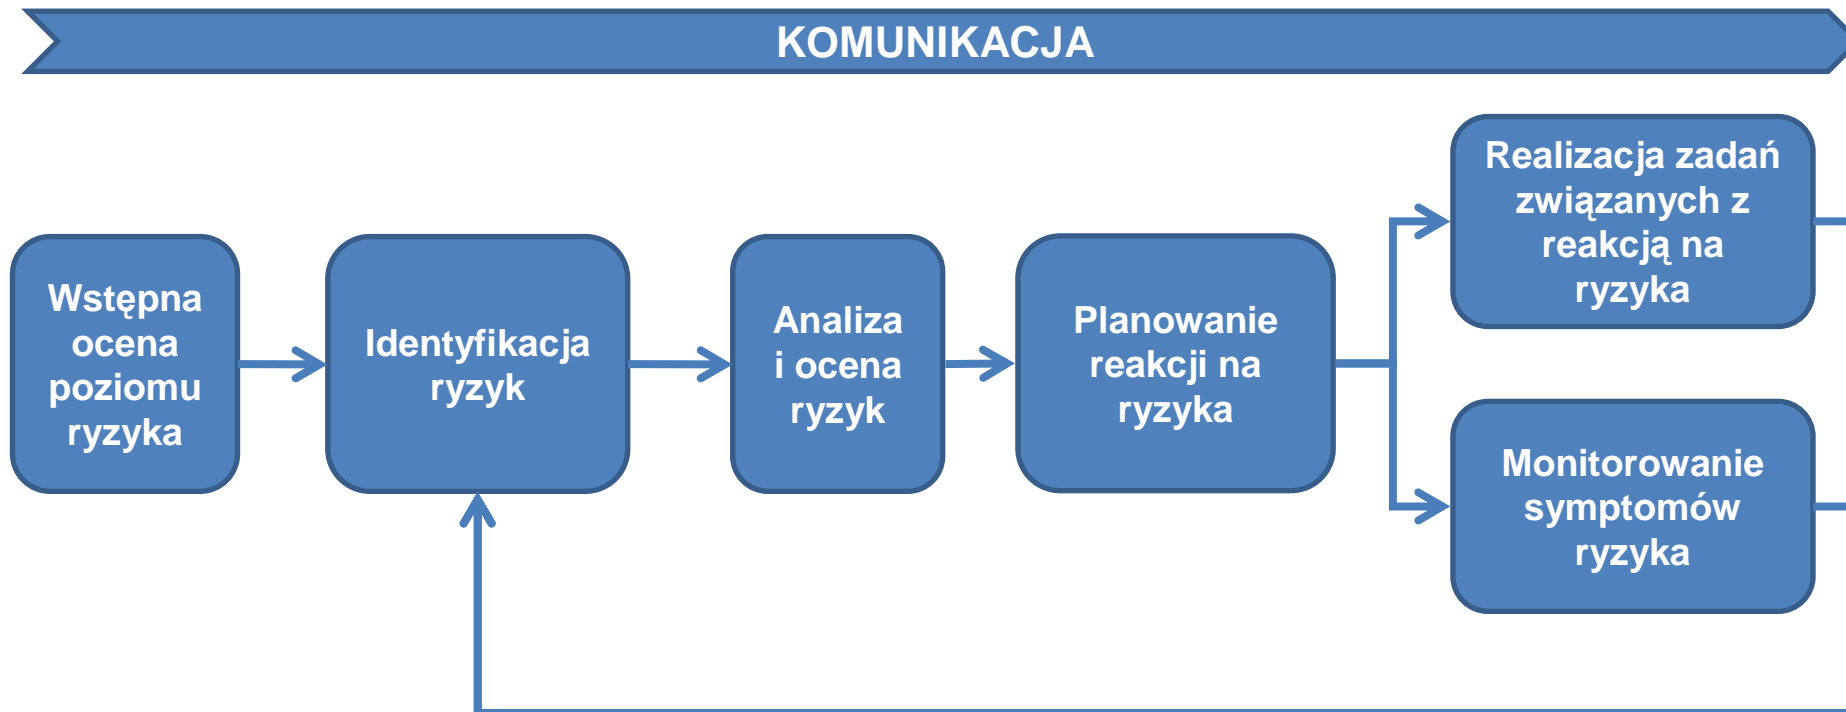 KOMUNIKACJA
Wstępna
ocena
poziomu
ryzyka
Identyfikacja
ryzyk
Analiza
i ocena
ryzyk
Planowanie
reakcji na
ryzyka
Realizacja zadań
związanych z
reakcją na
ryzyka
Monitorowanie
symptomów
ryzyka